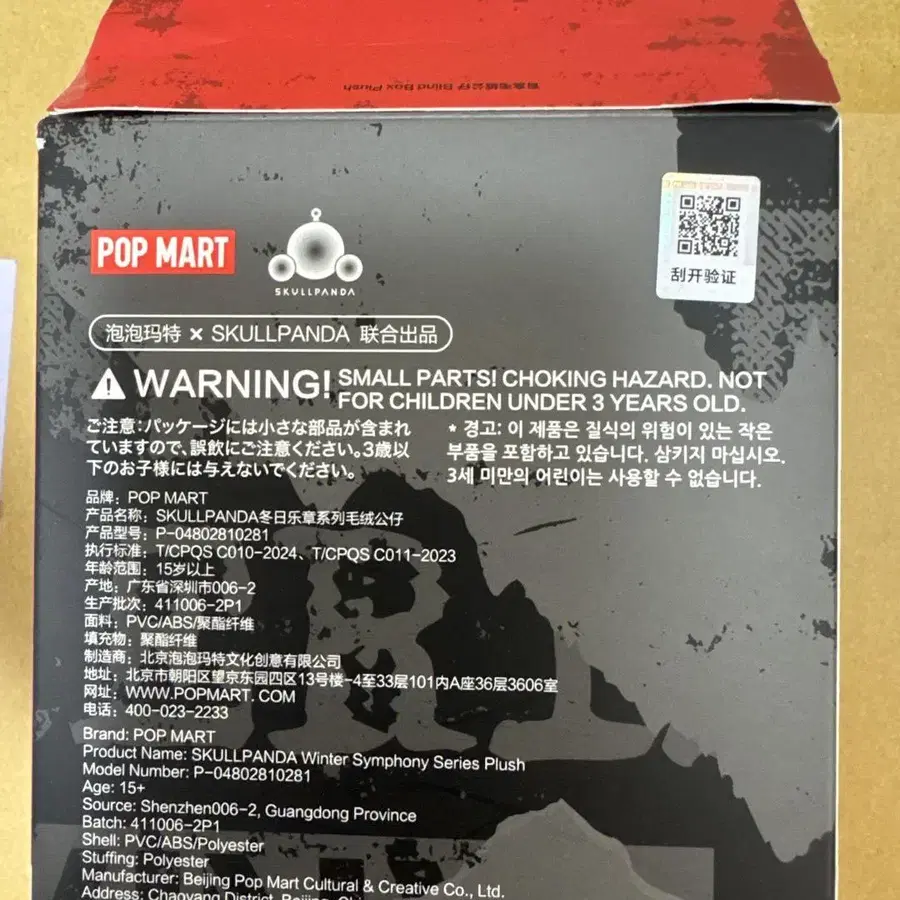 盲盒毛绒公仔 Blind Box Plush
POP MART
SKULLPANDA
刮开验证
泡泡玛特 × SKULLPANDA 联合出品
WARNING! SMALL PARTS! CHOKING HAZARD. NOT
FOR CHILDREN UNDER 3 YEARS OLD.
ご注意:パッケージには小さな部品が含まれ
ていますので、誤飲にご注意ください。3歳以
下のお子様には与えないでください。
* 경고: 이 제품은 질식의 위험이 있는 작은
부품을 포함하고 있습니다. 삼키지 마십시오.
3세 미만의 어린이는 사용할 수 없습니다.
品牌: POP MART
产品名称: SKULLPANDA冬日乐章系列毛绒公仔
产品型号: P-04802810281
执行标准: T/CPQS C010-2024、T/CPQS C011-2023
年龄范围: 15岁以上
产地: 广东省深圳市006-2
生产批次: 411006-2P1
面料: PVC/ABS/聚酯纤维
填充物: 聚酯纤维
制造商: 北京泡泡玛特文化创意有限公司
地址: 北京市朝阳区望京东园四区13号楼-4至33层101内A座36层3606室
网址: WWW.POPMART.COM
电话: 400-023-2233
Brand: POP MART
Product Name: SKULLPANDA Winter Symphony Series Plush
Model Number: P-04802810281
Age: 15+
Source: Shenzhen006-2, Guangdong Province
Batch: 411006-2P1
Shell: PVC/ABS/Polyester
Stuffing: Polyester
Manufacturer: Beijing Pop Mart Cultural & Creative Co., Ltd.
Address: Chaoyang District, Beijing,